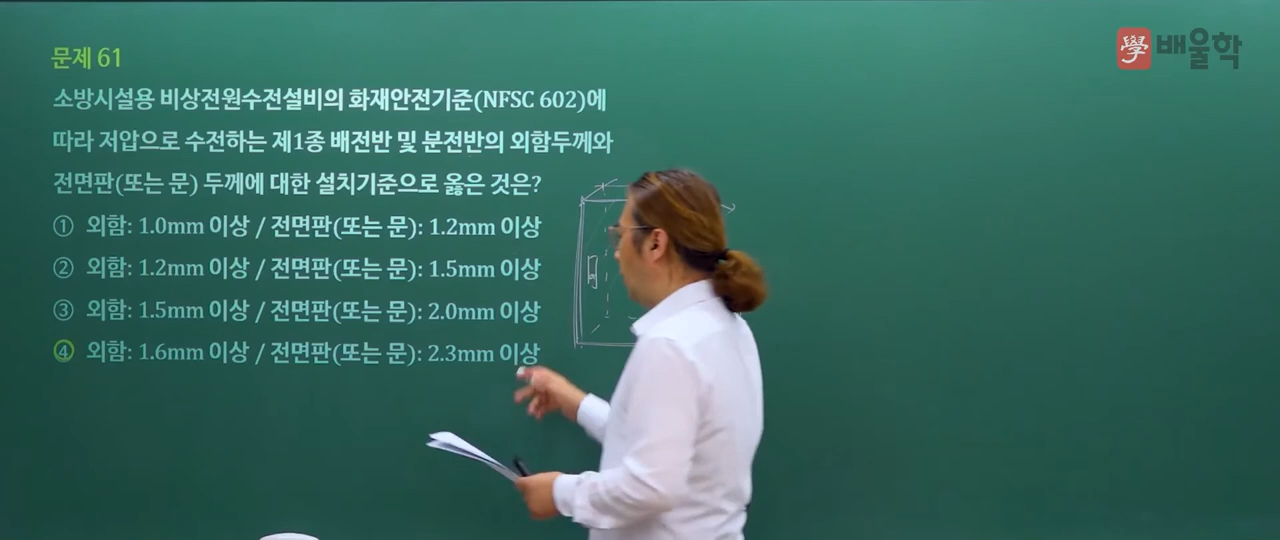 學 배울학
문제 61
소방시설용 비상전원수전설비의 화재안전기준(NFSC 602)에
따라 저압으로 수전하는 제1종 배전반 및 분전반의 외함두께와
전면판(또는 문) 두께에 대한 설치기준으로 옳은 것은?
① 외함: 1.0mm 이상 / 전면판(또는 문): 1.2mm 이상
② 외함: 1.2mm 이상 / 전면판(또는 문): 1.5mm 이상
③ 외함: 1.5mm 이상 / 전면판(또는 문): 2.0mm 이상
④ 외함: 1.6mm 이상 / 전면판(또는 문): 2.3mm 이상